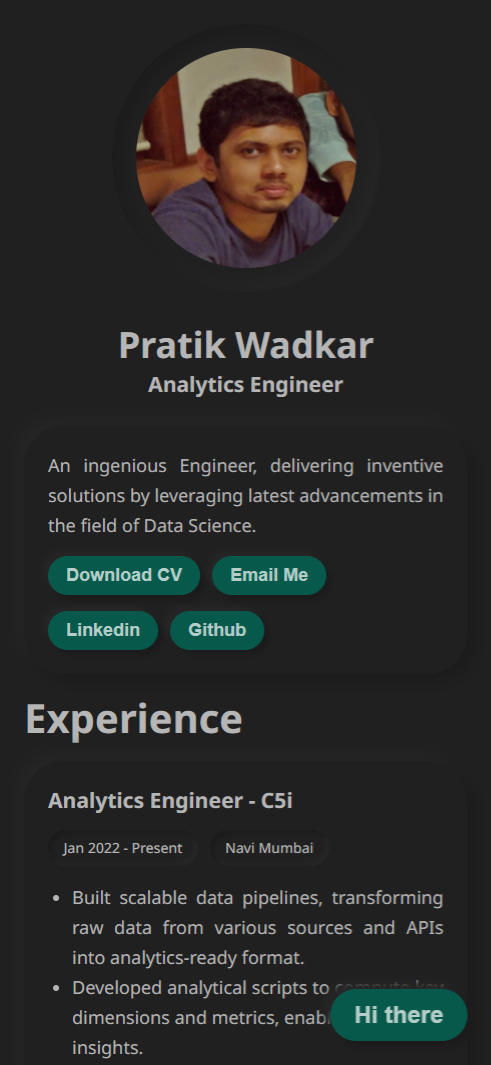 Pratik Wadkar
Analytics Engineer
An ingenious Engineer, delivering inventive
solutions by leveraging latest advancements in
the field of Data Science.
Download CV Email Me
Linkedin Github
Experience
Analytics Engineer - C5i
Jan 2022 - Present Navi Mumbai
Built scalable data pipelines, transforming
raw data from various sources and APIs
into analytics-ready format.
Developed analytical scripts to compute key
dimensions and metrics,
insights.
Hi there